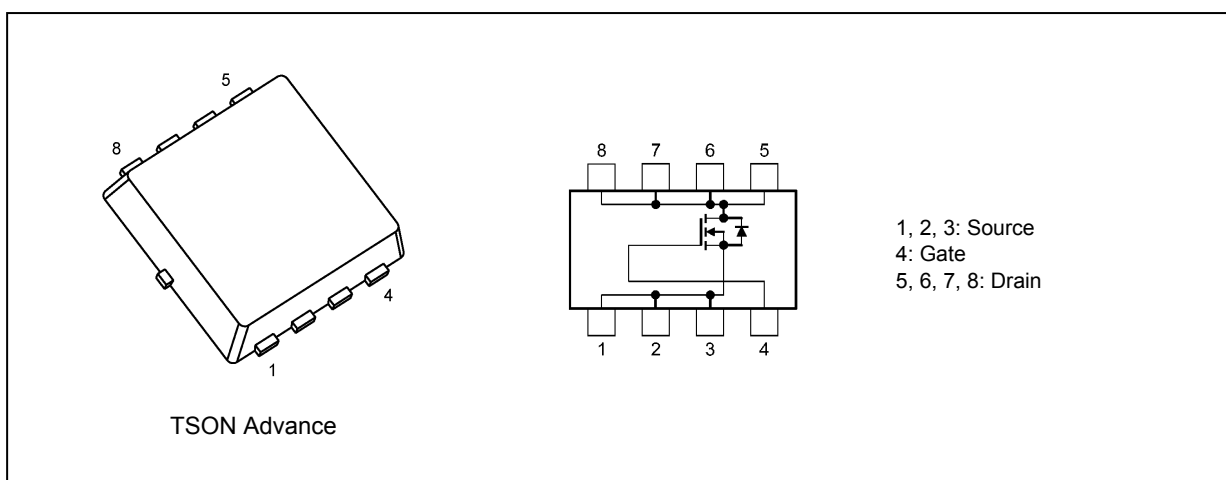 5
8
4
1
TSON Advance
8 7 6 5
1 2 3 4
1, 2, 3: Source
4: Gate
5, 6, 7, 8: Drain